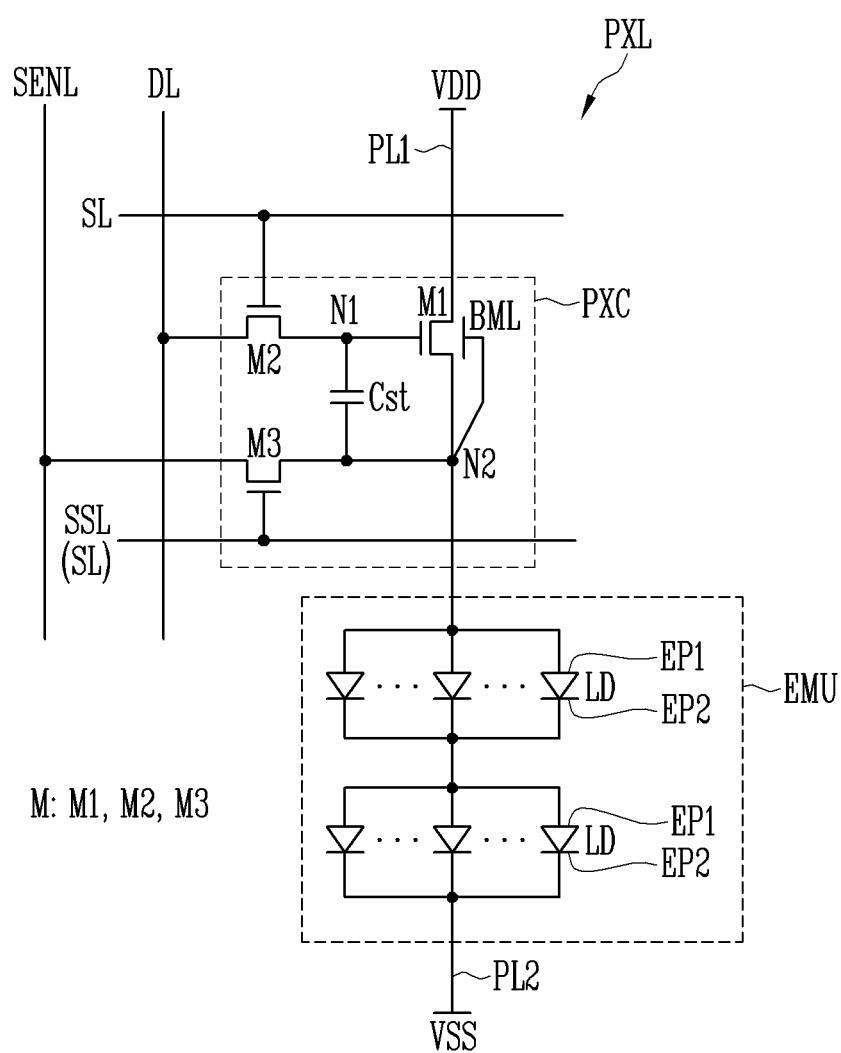 PXL
SENL
DL
VDD
PL1
SL
PXC
N1
M1
BML
M2
Cst
M3
N2
SSL
(SL)
EP1
LD
EP2
EMU
M: M1, M2, M3
EP1
LD
EP2
PL2
VSS